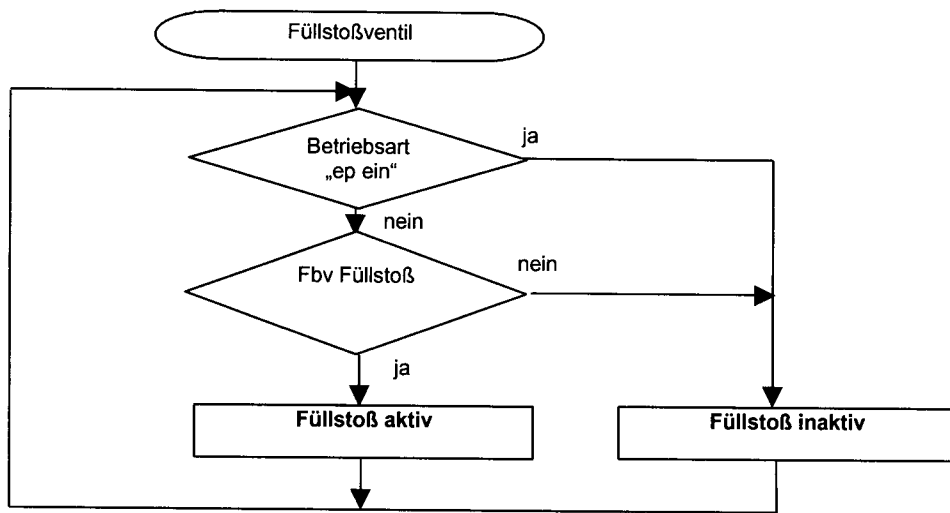 Füllstoßventil
Betriebsart
„ep ein“
ja
nein
Fbv Füllstoß
nein
ja
Füllstoß aktiv
Füllstoß inaktiv